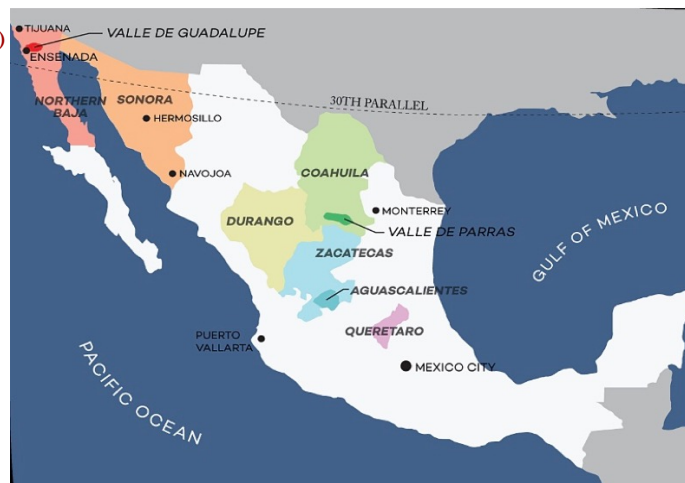 )
TIJUANA
VALLE DE GUADALUPE
ENSENADA
NORTHERN
BAJA
SONORA
30TH PARALLEL
HERMOSILLO
NAVOJOA
COAHUILA
MONTERREY
DURANGO
VALLE DE PARRAS
ZACATECAS
GULF OF MEXICO
AGUASCALIENTES
PUERTO
VALLARTA
QUERETARO
MEXICO CITY
PACIFIC OCEAN